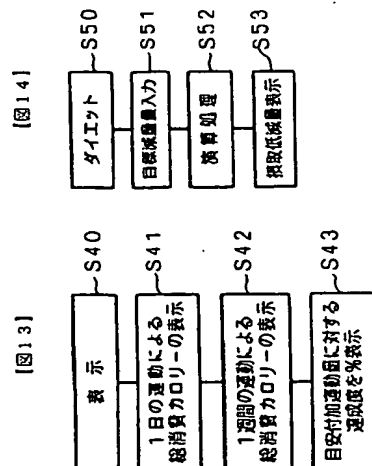 【図13】
表 示
S40
1日の運動による
総消費カロリーの表示
S41
1週間の運動による
総消費カロリーの表示
S42
目安付加運動量に対する
達成度を%表示
S43
【図14】
ダイエット
S50
目標減量量入力
S51
演算処理
S52
摂取低減量表示
S53